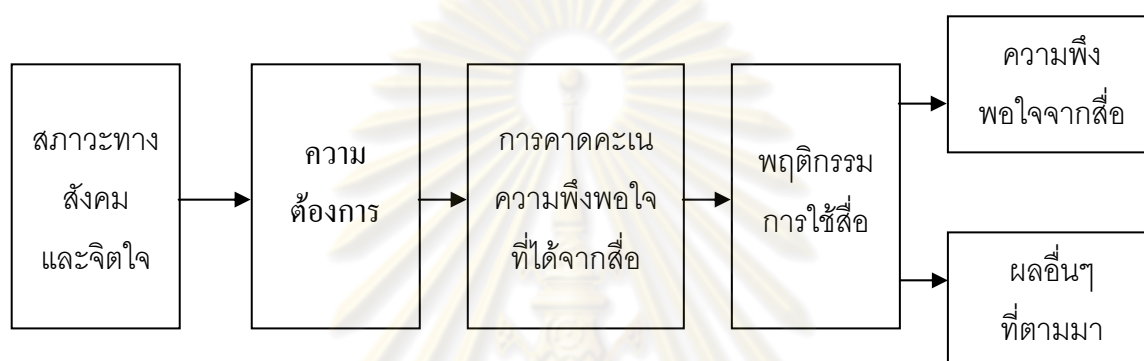 สภาวะทาง
สังคม
และจิตใจ
ความ
ต้องการ
การคาดคะเน
ความพึงพอใจ
ที่ได้จากสื่อ
พฤติกรรม
การใช้สื่อ
ความพึง
พอใจจากสื่อ
ผลอื่นๆ
ที่ตามมา